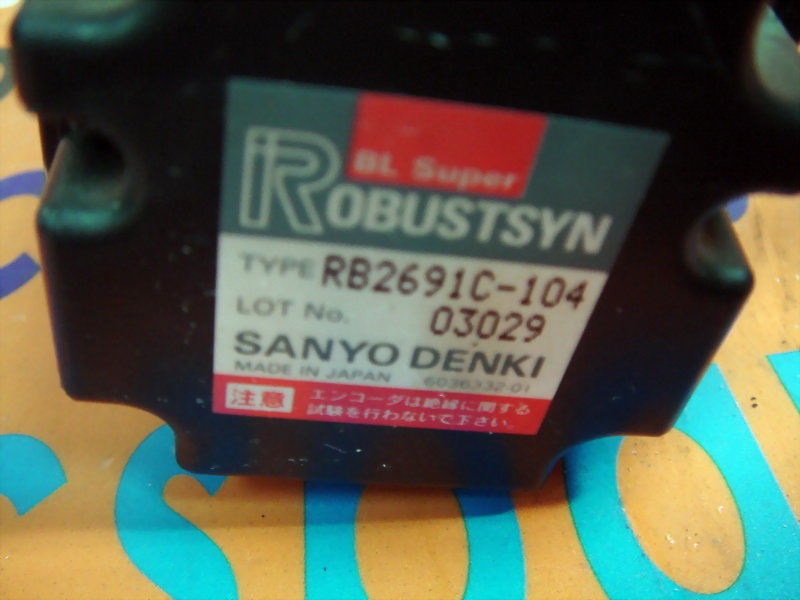 BL Super
ROBUSTSYN
TYPE RB2691C-104
LOT No. 03029
SANYO DENKI
MADE IN JAPAN 6036332-01
注意 エンコーダは絶縁に関する
試験を行わないで下さい。